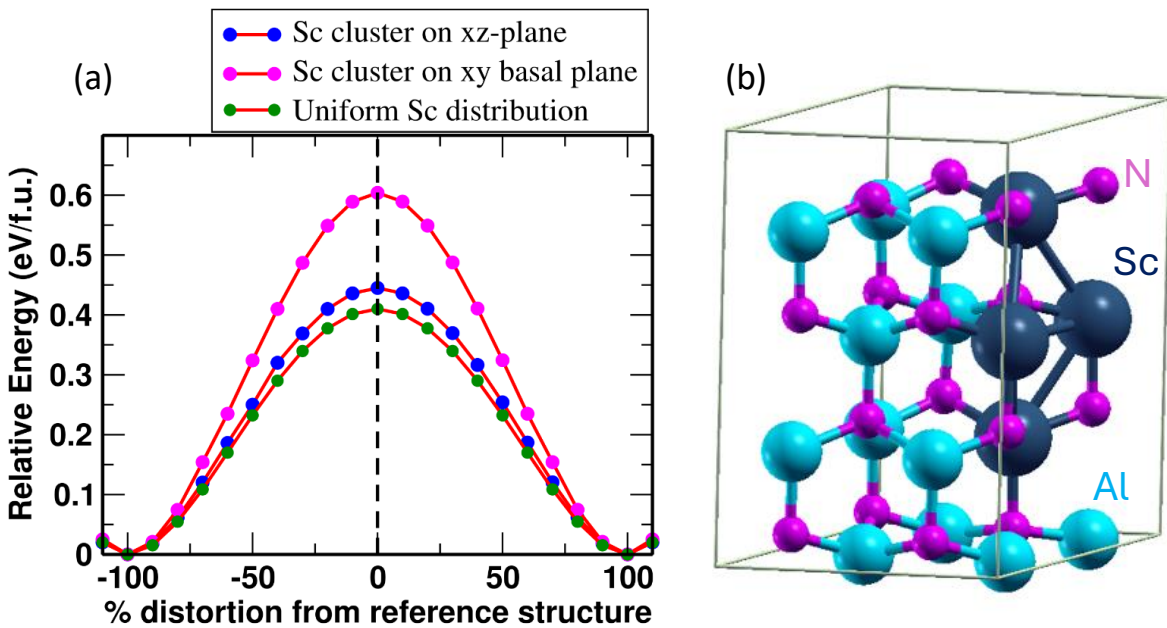 Sc cluster on xz-plane
(a)
Sc cluster on xy basal plane
(b)
Uniform Sc distribution
0.6
0.5
0.4
0.3
0.2
0.1
0
Relative Energy (eV/f.u.)
-100
-50
0
50
100
% distortion from reference structure
N
Sc
Al